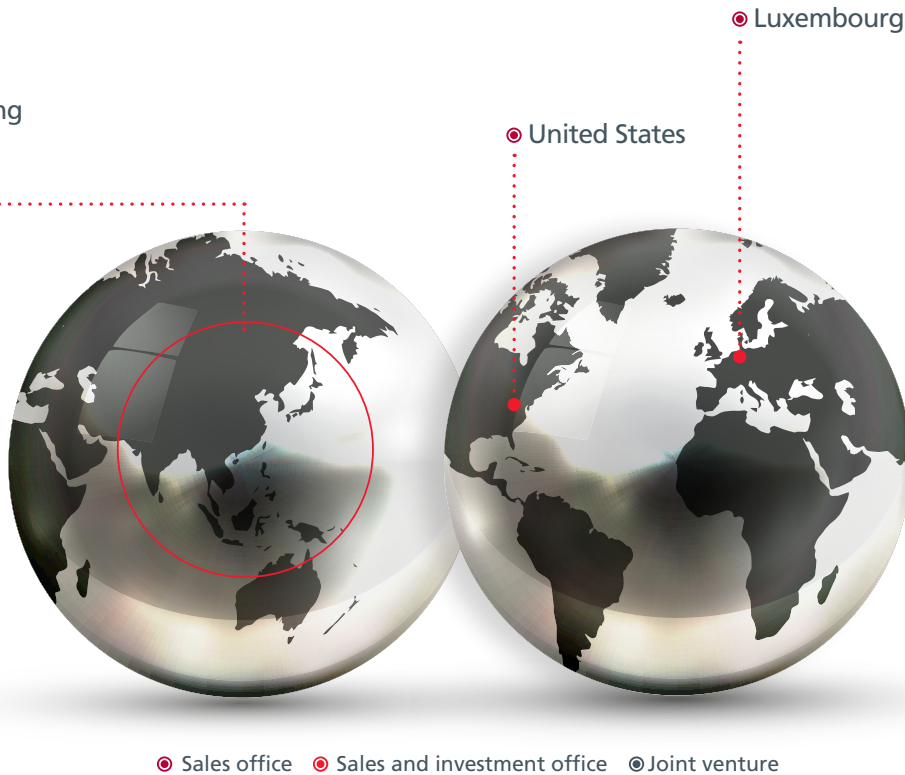 Luxembourg
ng
United States
Sales office Sales and investment office Joint venture